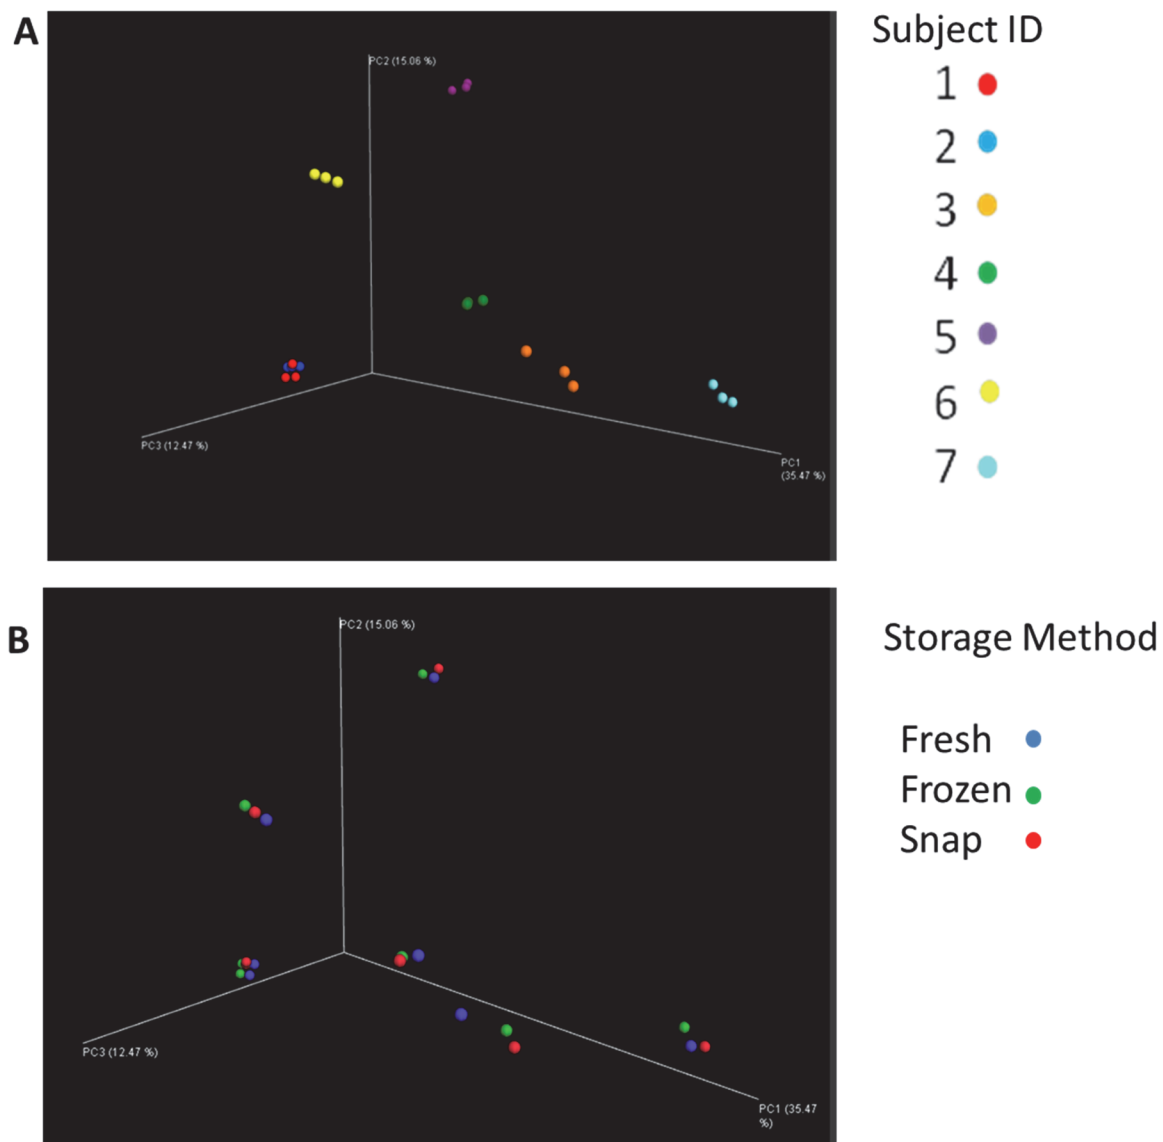 A
Subject ID
PC2 (15.06 %)
1
2
3
4
5
6
7
PC3 (12.47 %)
PC1
(35.47 %)
B
PC2 (15.06 %)
Storage Method
Fresh
Frozen
Snap
PC3 (12.47 %)
PC1 (35.47
%)